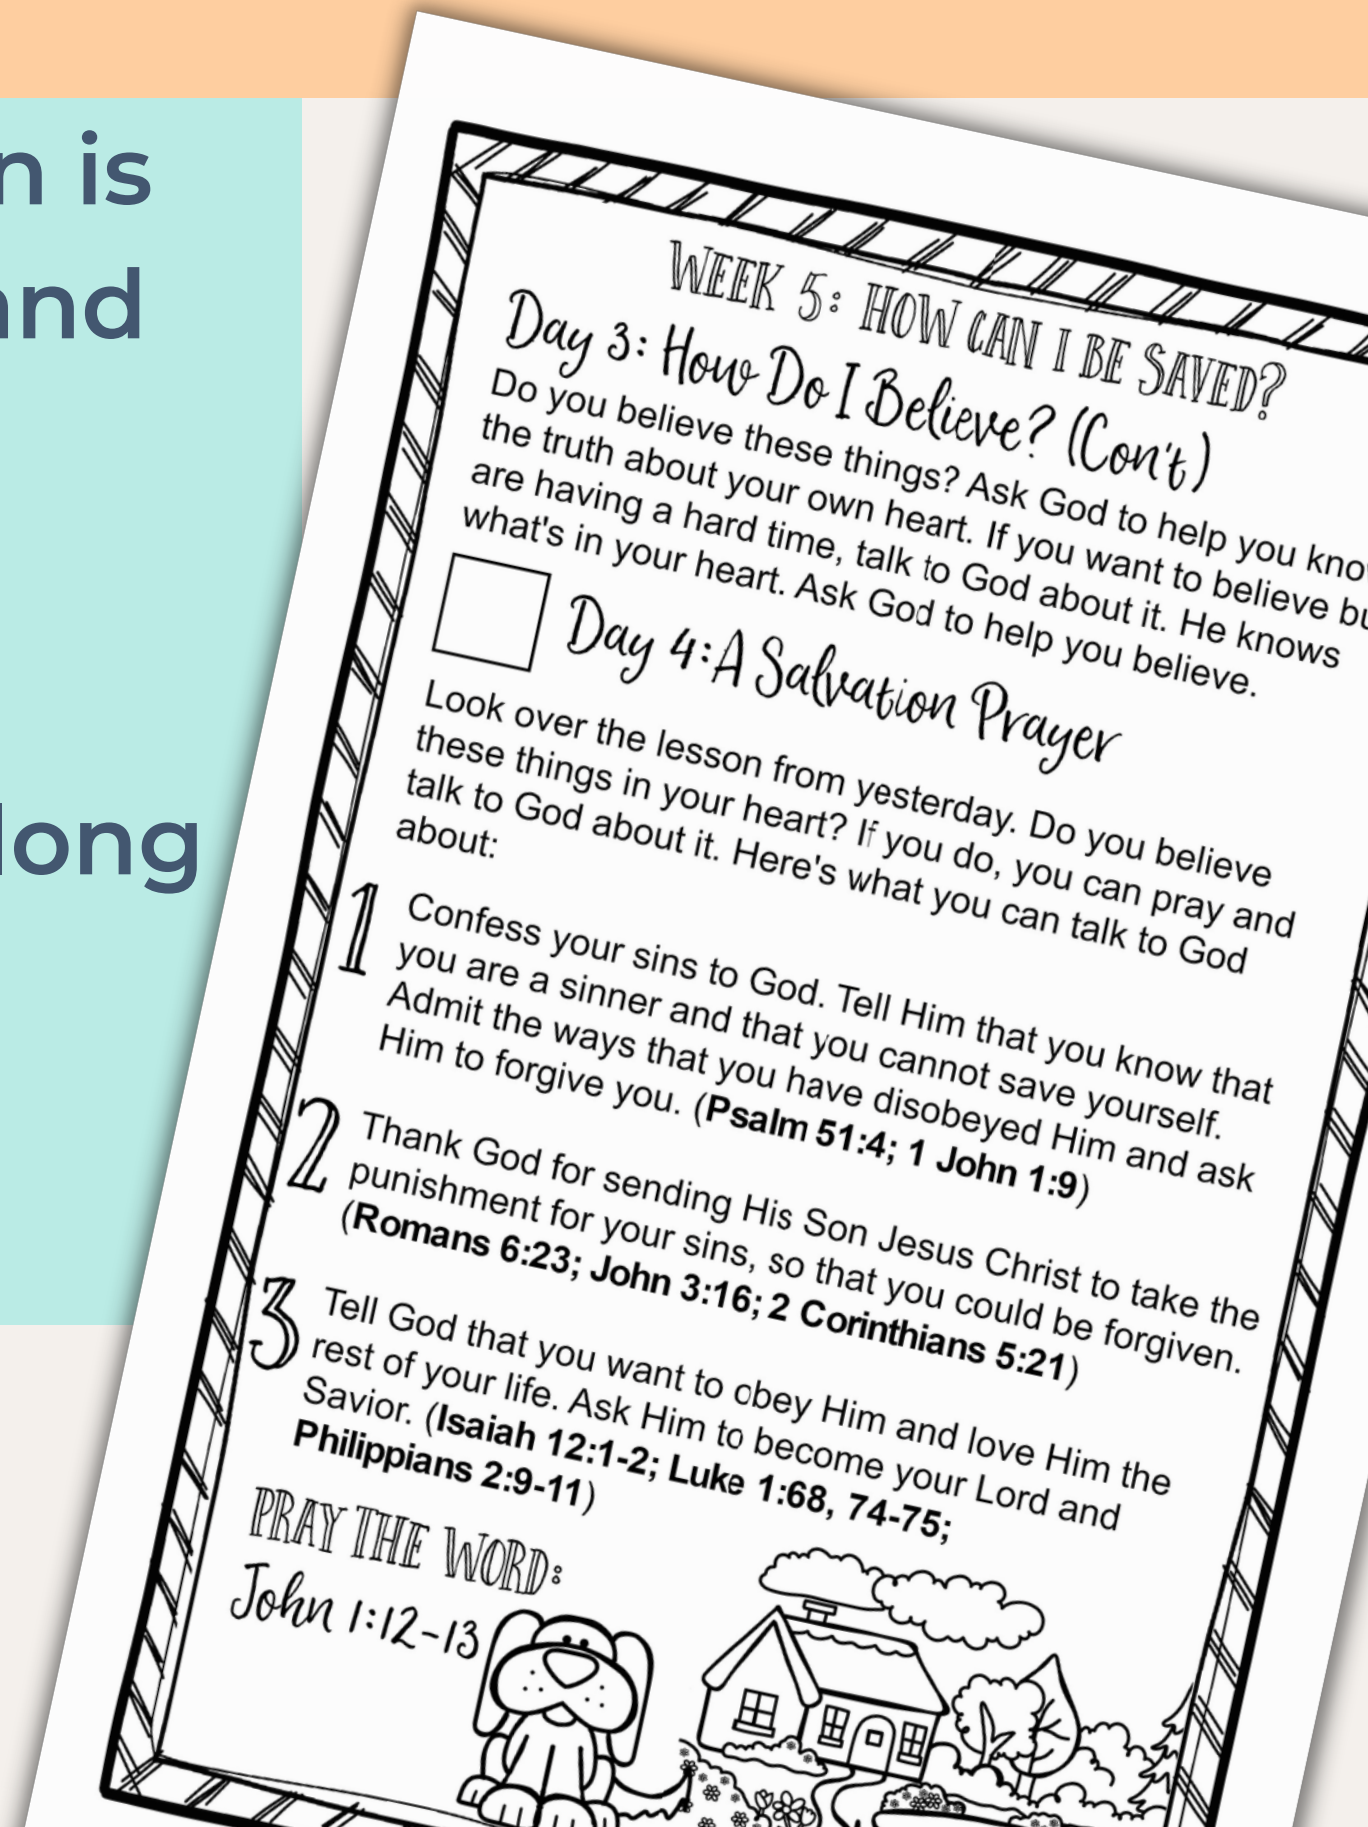 n is
and
long
WEEK 5: HOW CAN I BE SAVED?
Day 3: How Do I Believe? (Con't)
Do you believe these things? Ask God to help you
the truth about your own heart. If you want to believe
are having a hard time, talk to God about it. He knows
what's in your heart. Ask God to help you believe.
Day 4: A Salvation Prayer
Look over the lesson from yesterday. Do you believe
these things in your heart? If you do, you can pray and
talk to God about it. Here's what you can talk to God
about:
1 Confess your sins to God. Tell Him that you know that
you are a sinner and that you cannot save yourself.
Admit the ways that you have disobeyed Him and ask
Him to forgive you. (Psalm 51:4; 1 John 1:9)
2 Thank God for sending His Son Jesus Christ to take the
punishment for your sins, so that you could be forgiven.
(Romans 6:23; John 3:16; 2 Corinthians 5:21)
3 Tell God that you want to obey Him and love Him the
rest of your life. Ask Him to become your Lord and
Savior. (Isaiah 12:1-2; Luke 1:68, 74-75;
Philippians 2:9-11)
PRAY THE WORD:
John 1:12-13